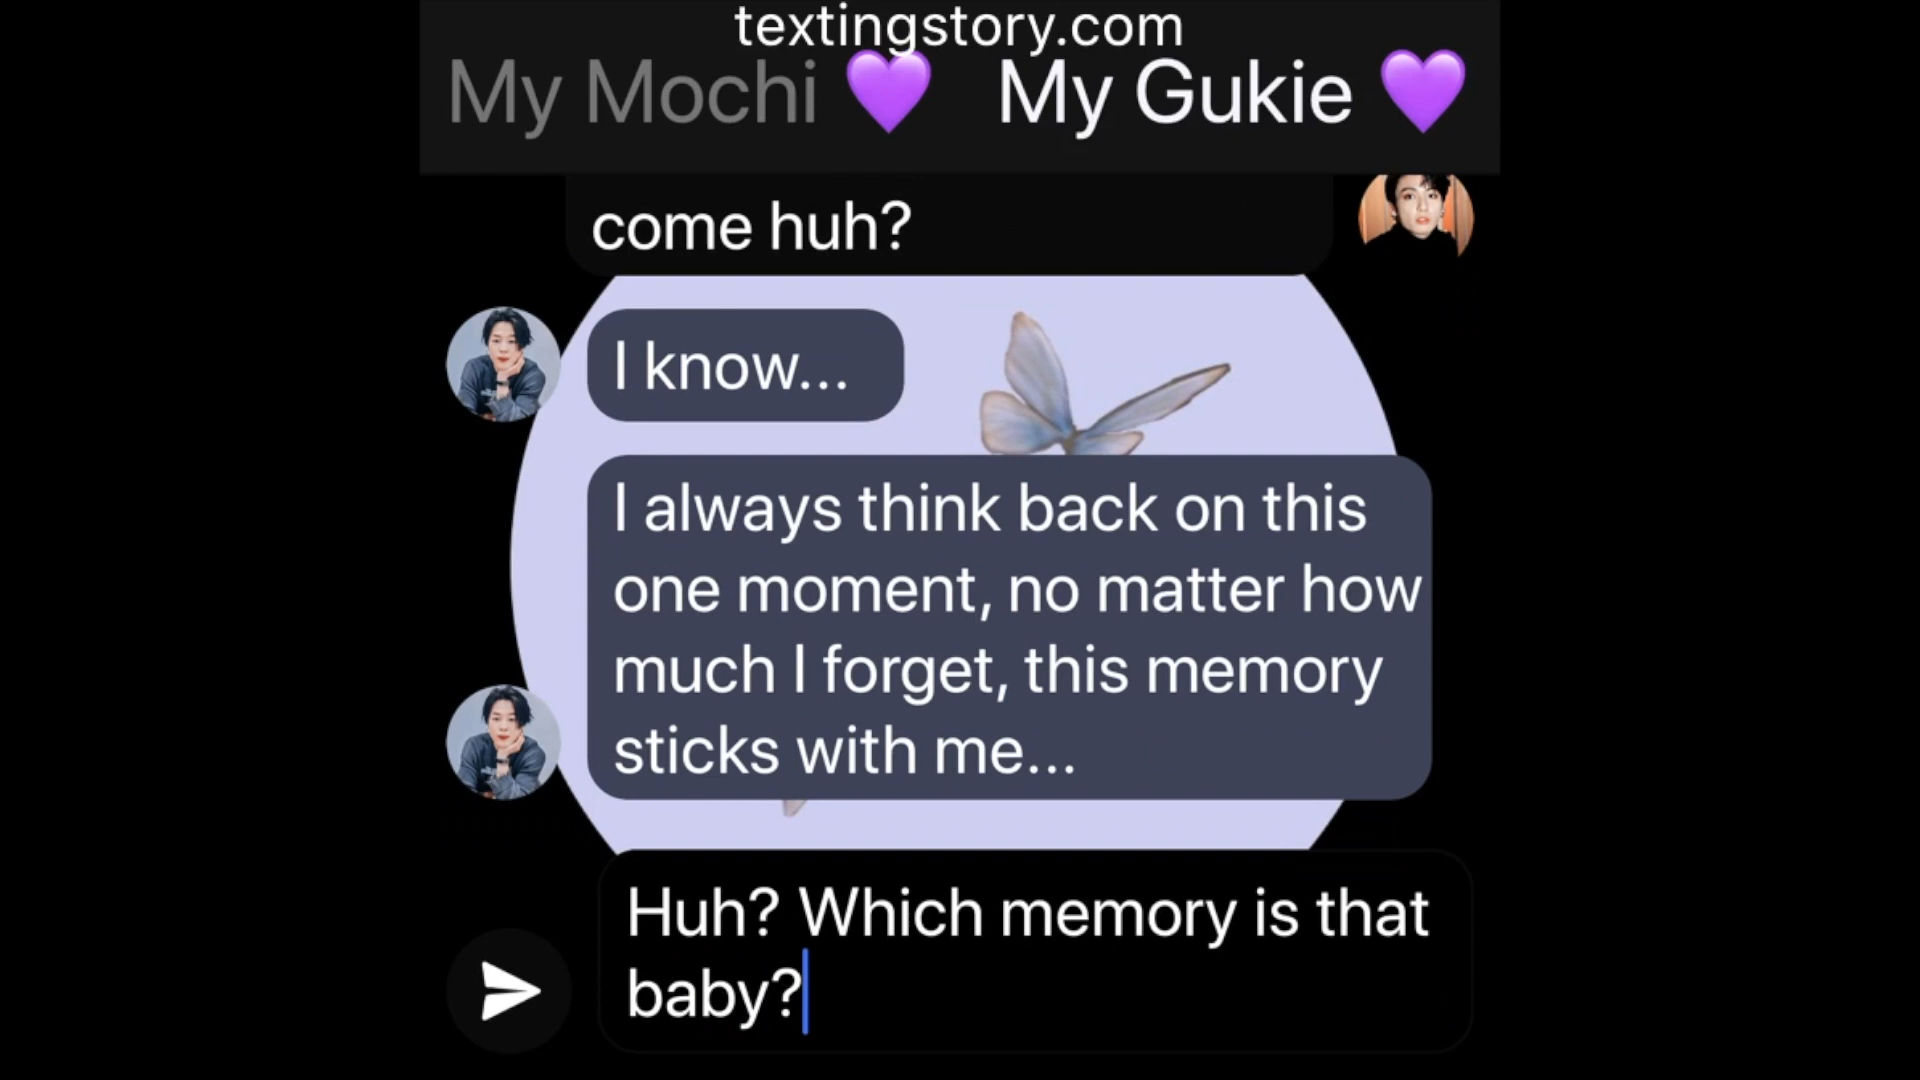 textingstory.com
My Mochi 💜 My Gukie 💜
come huh?
I know...
I always think back on this
one moment, no matter how
much I forget, this memory
sticks with me...
Huh? Which memory is that
baby?